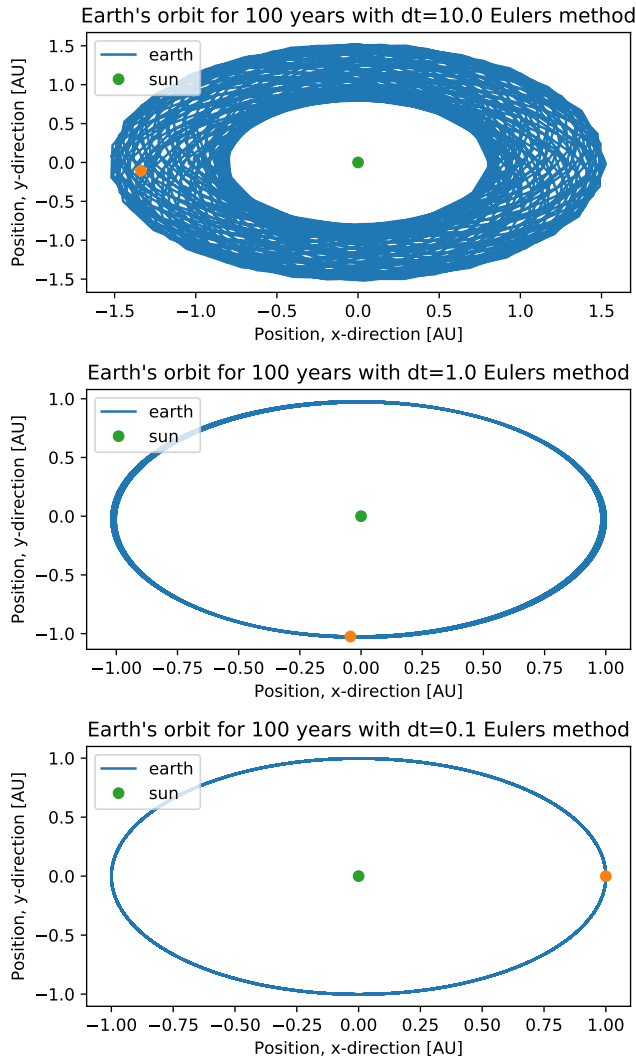 Earth's orbit for 100 years with dt=10.0 Eulers method
earth
sun
1.5
1.0
0.5
0.0
−0.5
−1.0
−1.5
Position, y-direction [AU]
−1.5 −1.0 −0.5 0.0 0.5 1.0 1.5
Position, x-direction [AU]
Earth's orbit for 100 years with dt=1.0 Eulers method
earth
sun
1.0
0.5
0.0
−0.5
−1.0
Position, y-direction [AU]
−1.00 −0.75 −0.50 −0.25 0.00 0.25 0.50 0.75 1.00
Position, x-direction [AU]
Earth's orbit for 100 years with dt=0.1 Eulers method
earth
sun
1.0
0.5
0.0
−0.5
−1.0
Position, y-direction [AU]
−1.00 −0.75 −0.50 −0.25 0.00 0.25 0.50 0.75 1.00
Position, x-direction [AU]